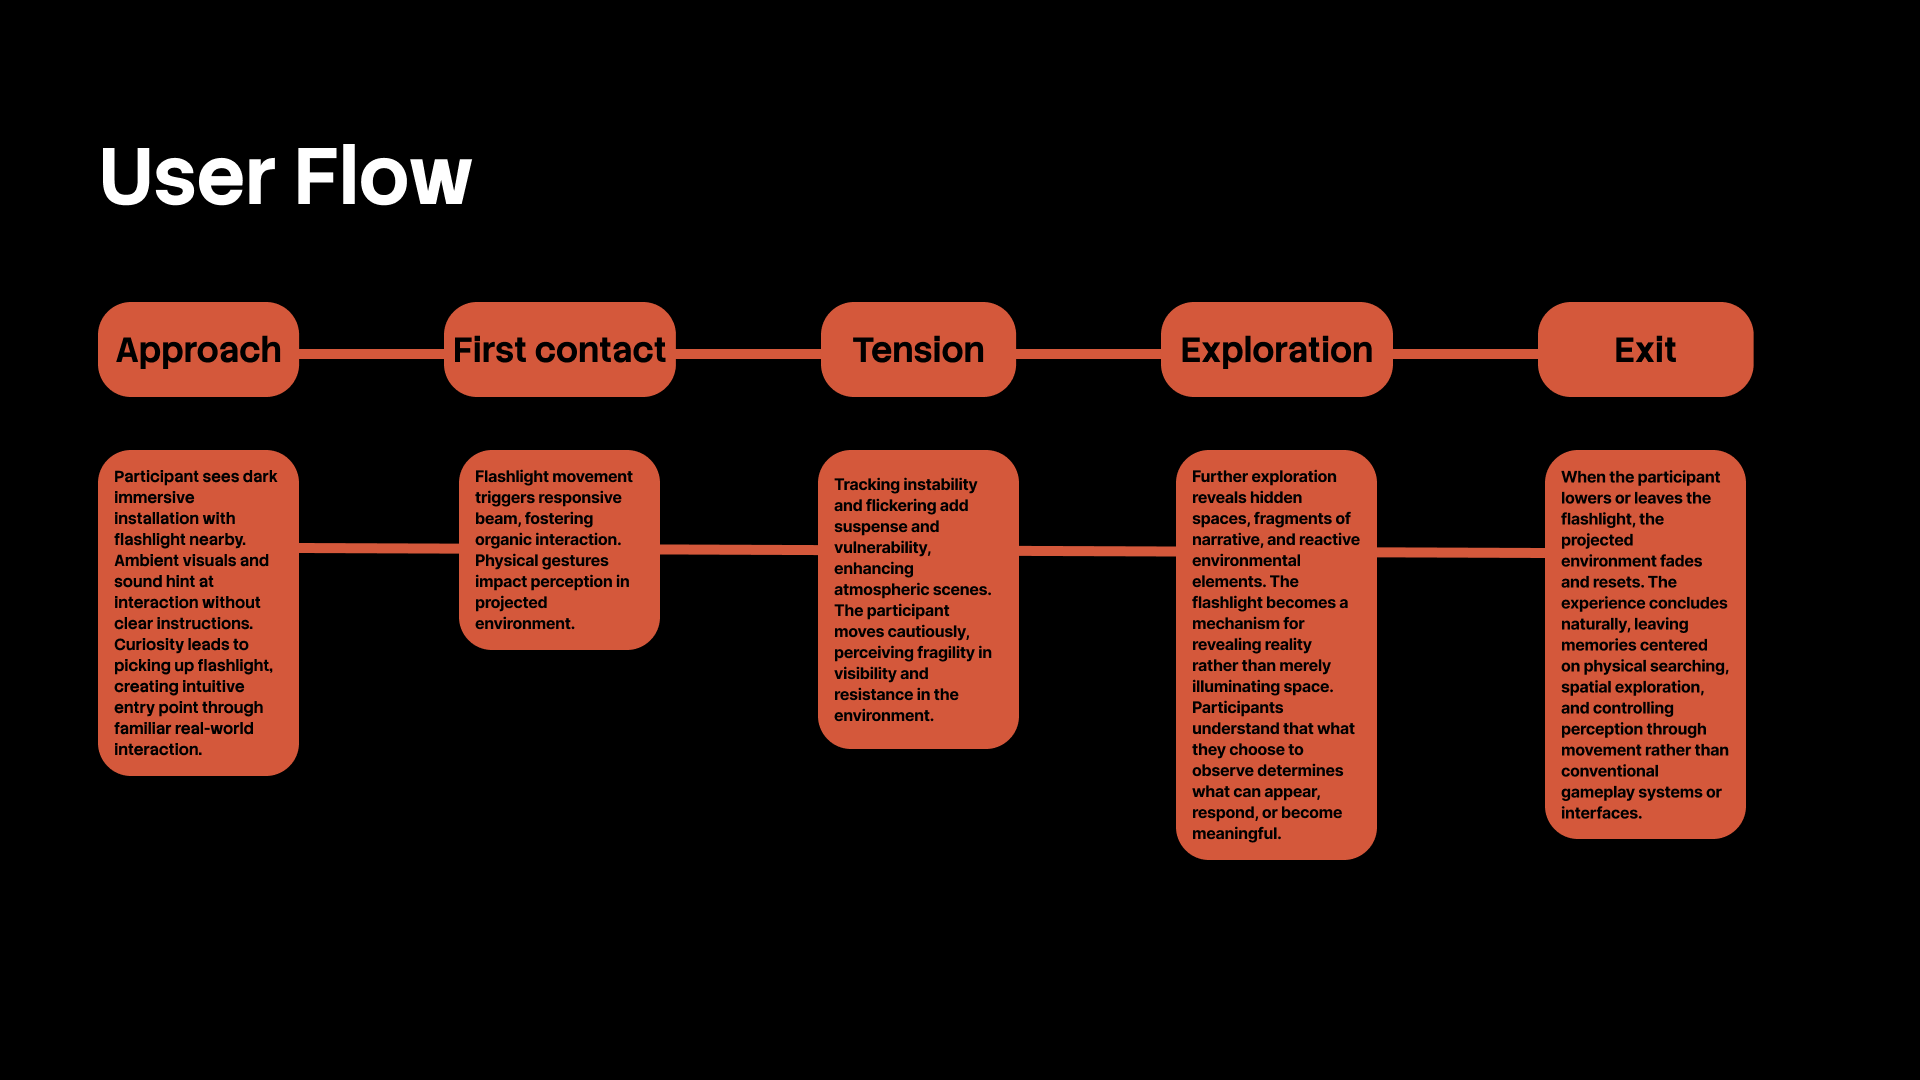 User Flow
Approach
First contact
Tension
Exploration
Exit
Participant sees dark
immersive
installation with
flashlight nearby.
Ambient visuals and
sound hint at
interaction without
clear instructions.
Curiosity leads to
picking up flashlight,
creating intuitive
entry point through
familiar real-world
interaction.
Flashlight movement
triggers responsive
beam, fostering
organic interaction.
Physical gestures
impact perception in
projected
environment.
Tracking instability
and flickering add
suspense and
vulnerability,
enhancing
atmospheric scenes.
The participant
moves cautiously,
perceiving fragility in
visibility and
resistance in the
environment.
Further exploration
reveals hidden
spaces, fragments of
narrative, and reactive
environmental
elements. The
flashlight becomes a
mechanism for
revealing reality
rather than merely
illuminating space.
Participants
understand that what
they choose to
observe determines
what can appear,
respond, or become
meaningful.
When the participant
lowers or leaves the
flashlight, the
projected
environment fades
and resets. The
experience concludes
naturally, leaving
memories centered
on physical searching,
spatial exploration,
and controlling
perception through
movement rather than
conventional
gameplay systems or
interfaces.